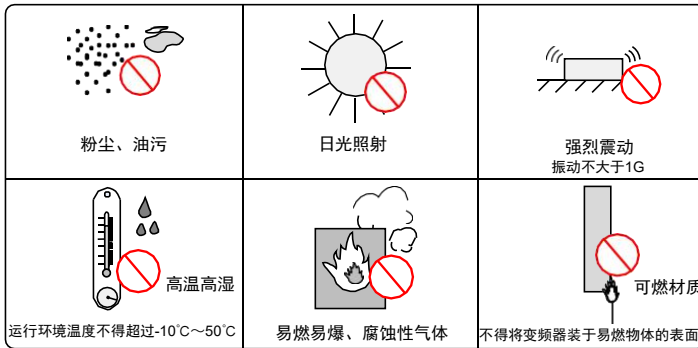 粉尘、油污
日光照射
强烈震动
振动不大于1G
高温高湿
运行环境温度不得超过-10℃～50℃
易燃易爆、腐蚀性气体
可燃材质
不得将变频器装于易燃物体的表面